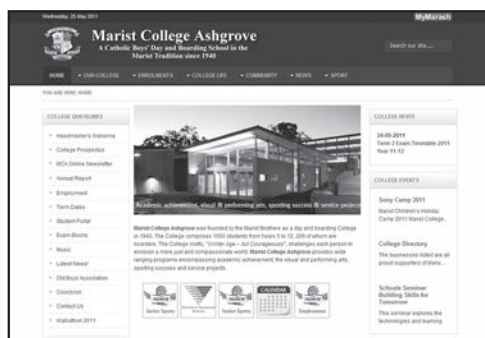 Wednesday, 25 May 2011
MyMarash
Marist College Ashgrove
A Catholic Boys' Day and Boarding School in the
Marist Tradition since 1940
Search our site.....
HOME
OUR COLLEGE
ENROLMENTS
COLLEGE LIFE
COMMUNITY
NEWS
SPORT
YOU ARE HERE: HOME
COLLEGE QUICKLINKS
Headmaster's Welcome
College Prospectus
MCA Online Newsletter
Annual Report
Employment
Term Dates
Student Portal
Exam Blocks
Music
Latest News!
Old Boys Association
Cookbook
Contact Us
Walkathon 2011
Academic achievement, visual & performing arts, sporting success & service projects
Marist College Ashgrove was founded by the Marist Brothers as a day and boarding College
in 1940. The College comprises 1550 students from Years 5 to 12, 200 of whom are
boarders. The College motto, "Viriliter Age – Act Courageously", challenges each person to
envision a more just and compassionate world. Marist College Ashgrove provides wide
ranging programs encompassing academic achievement, the visual and performing arts,
sporting success and service projects.
Senior Sports
Senior Sports
CALENDAR
Employment
COLLEGE NEWS
24-05-2011
Term 2 Exam Timetable 2011
Year 11-12
COLLEGE EVENTS
Sony Camp 2011
Marist Children's Holiday
Camp 2011 Marist College..
College Directory
The businesses listed are all
proud supporters of Maris..
Schools Seminar
Building Skills for
Tomorrow
This seminar explores the
technologies and learning